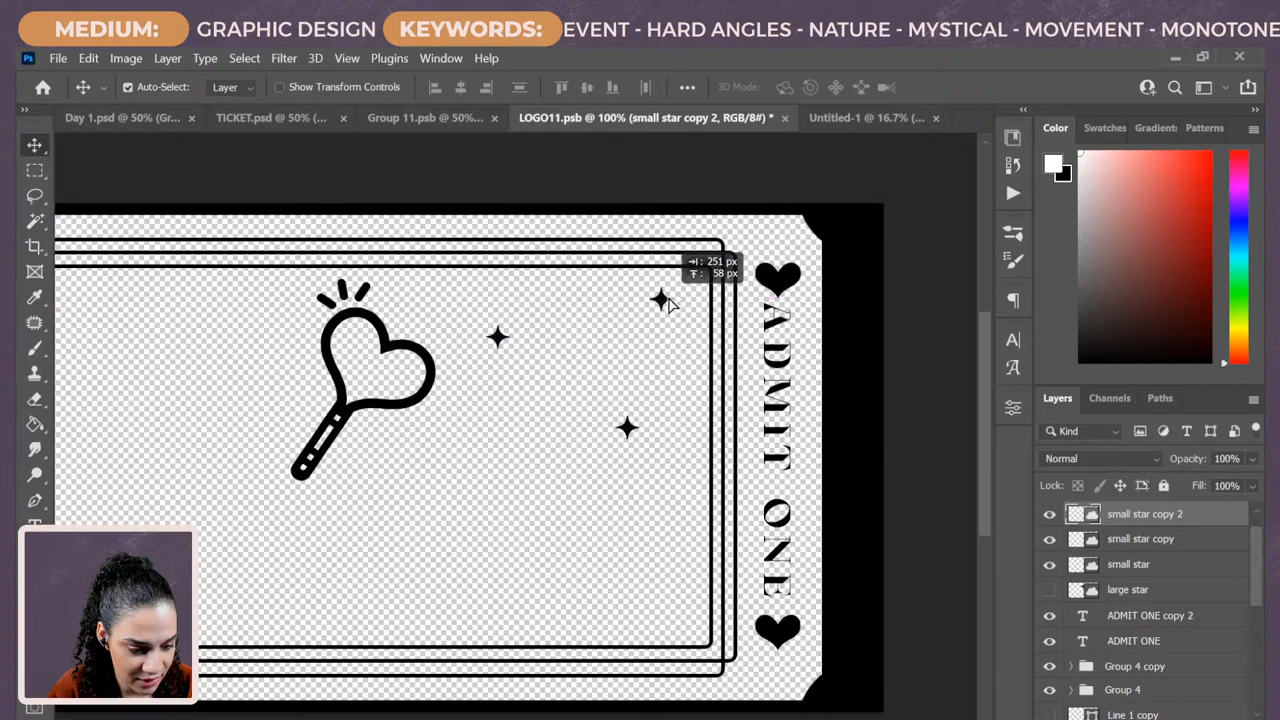 MEDIUM: GRAPHIC DESIGN KEYWORDS: EVENT - HARD ANGLES - NATURE - MYSTICAL - MOVEMENT - MONOTONE
Ps File Edit Image Layer Type Select Filter 3D View Plugins Window Help
Auto-Select: Layer Show Transform Controls 3D Mode:
Day 1.psd @ 50% (Gr... TICKET.psd @ 50% (... Group 11.psb @ 50%... LOGO11.psb @ 100% (small star copy 2, RGB/8#) * Untitled-1 @ 16.7% (...
Color Swatches Gradient: Patterns
251 px
58 px
ADMIT ONE
Layers Channels Paths
Kind
Normal Opacity: 100%
Lock: Fill: 100%
small star copy 2
small star copy
small star
large star
ADMIT ONE copy 2
ADMIT ONE
Group 4 copy
Group 4
Line 1 copy